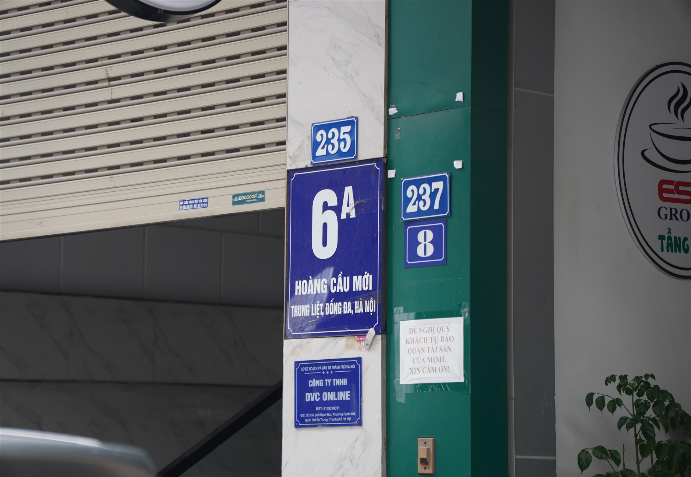 235
6A
HOÀNG CẦU MỚI
TRUNG LIỆT, ĐỐNG ĐA, HÀ NỘI
CÔNG TY TNHH
DVC ONLINE
237
8
ĐỀ NGHỊ QUÝ
KHÁCH TỰ BẢO
QUẢN TÀI SẢN
CỦA MÌNH.
XIN CẢM ƠN!
ES
GRO
TẦNG